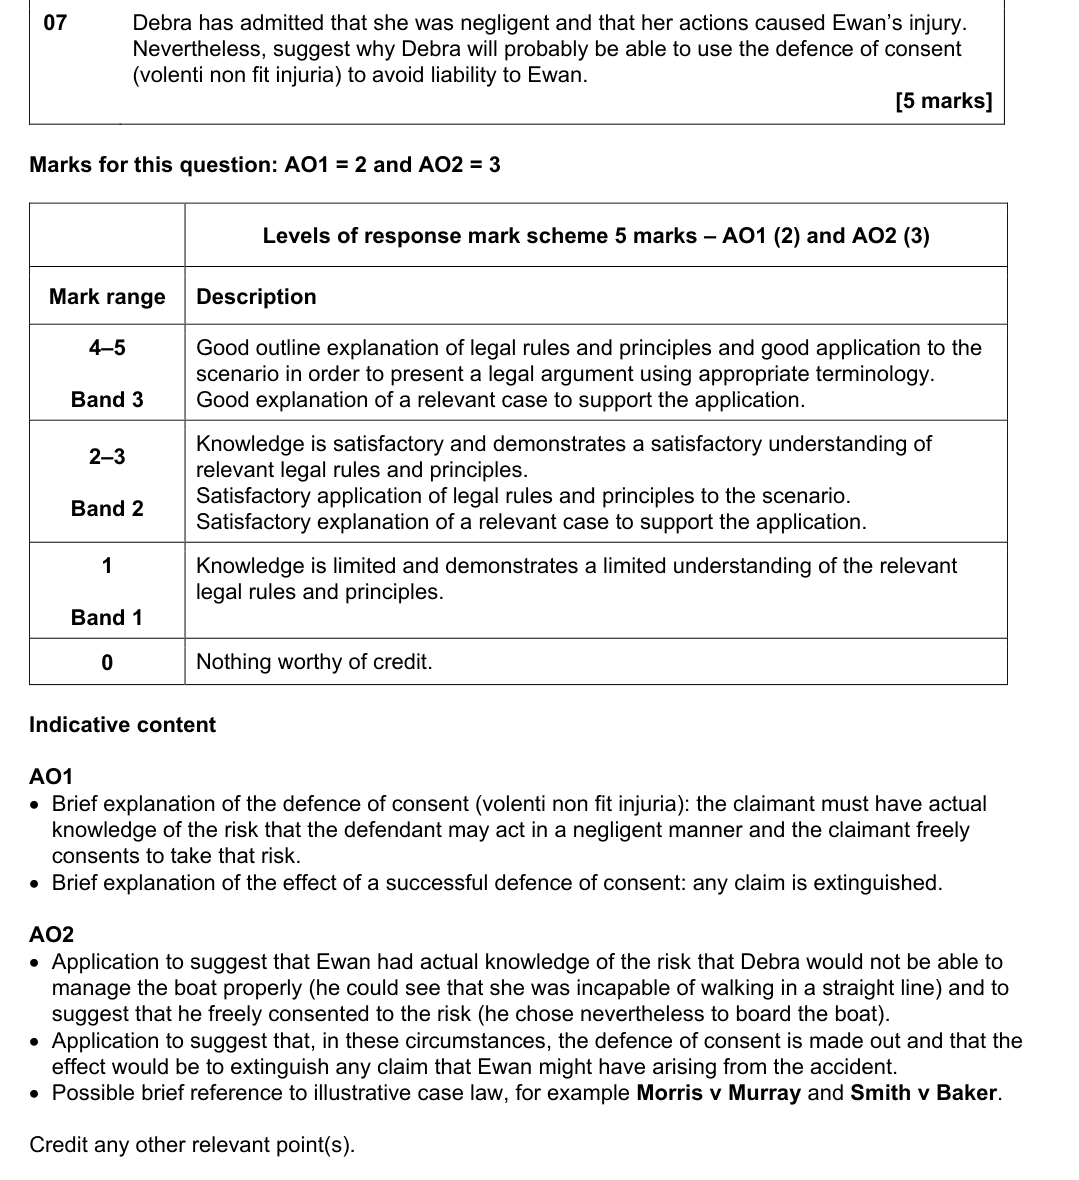 07 Debra has admitted that she was negligent and that her actions caused Ewan’s injury.
Nevertheless, suggest why Debra will probably be able to use the defence of consent
(volenti non fit injuria) to avoid liability to Ewan.
[5 marks]
Marks for this question: AO1 = 2 and AO2 = 3
Levels of response mark scheme 5 marks – AO1 (2) and AO2 (3)
Mark range Description
4–5
Band 3
Good outline explanation of legal rules and principles and good application to the
scenario in order to present a legal argument using appropriate terminology.
Good explanation of a relevant case to support the application.
2–3
Band 2
Knowledge is satisfactory and demonstrates a satisfactory understanding of
relevant legal rules and principles.
Satisfactory application of legal rules and principles to the scenario.
Satisfactory explanation of a relevant case to support the application.
1
Band 1
Knowledge is limited and demonstrates a limited understanding of the relevant
legal rules and principles.
0 Nothing worthy of credit.
Indicative content
AO1
• Brief explanation of the defence of consent (volenti non fit injuria): the claimant must have actual
knowledge of the risk that the defendant may act in a negligent manner and the claimant freely
consents to take that risk.
• Brief explanation of the effect of a successful defence of consent: any claim is extinguished.
AO2
• Application to suggest that Ewan had actual knowledge of the risk that Debra would not be able to
manage the boat properly (he could see that she was incapable of walking in a straight line) and to
suggest that he freely consented to the risk (he chose nevertheless to board the boat).
• Application to suggest that, in these circumstances, the defence of consent is made out and that the
effect would be to extinguish any claim that Ewan might have arising from the accident.
• Possible brief reference to illustrative case law, for example Morris v Murray and Smith v Baker.
Credit any other relevant point(s).